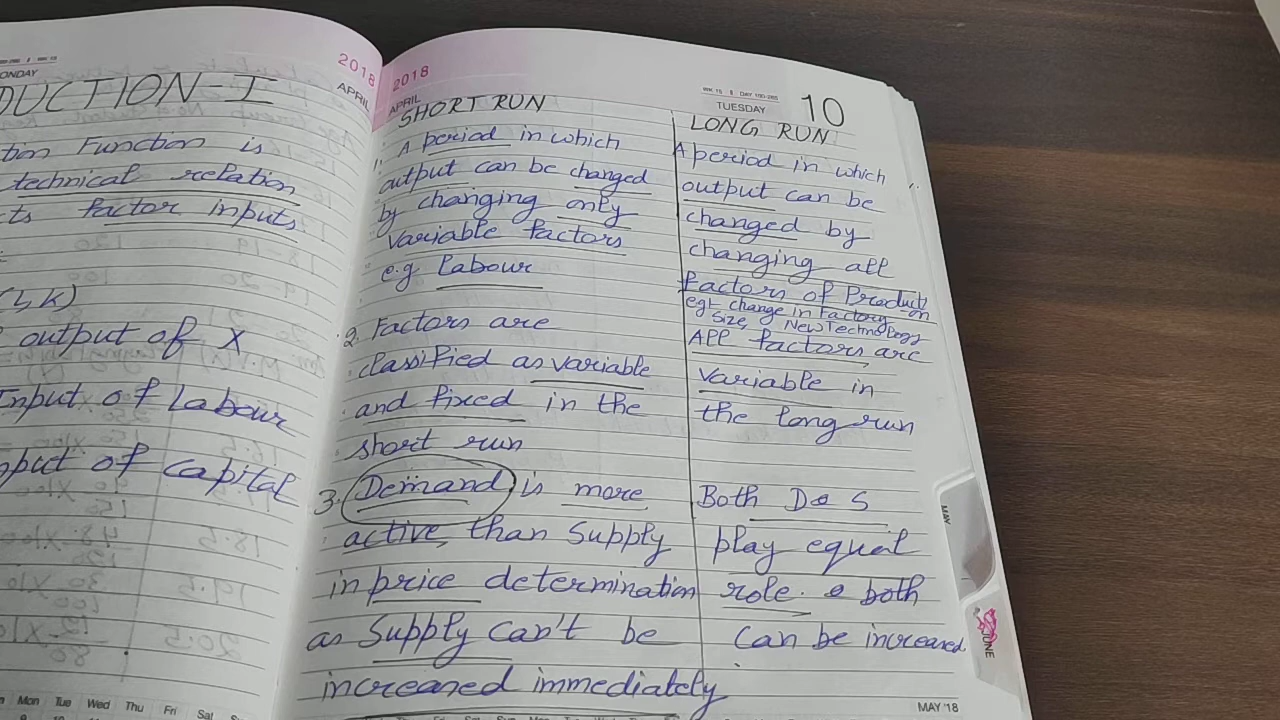 2018
APRIL
DUCTION-I
tion Function is
technical relation
ts factor inputs
output of X
Input of Labour
of capital
Mon Tue Wed Thu Fri Sat
2018
APRIL
TUESDAY
10
SHORT RUN
1. A period in which
output can be changed
by changing only
variable factors
e.g. Labour
2. Factors are
classified as variable
and fixed in the
short run
3. Demand is more
active, than Supply
in price determination
as Supply can't be
increased immediately
LONG RUN
A period in which
output can be
changed by
changing all
factors of Production
eg:- change in Factory
Size, New Technology
All factors, are
variable in
the long run
Both D & S
play equal
role. & both
can be increased
MAY
JUNE
MAY '18